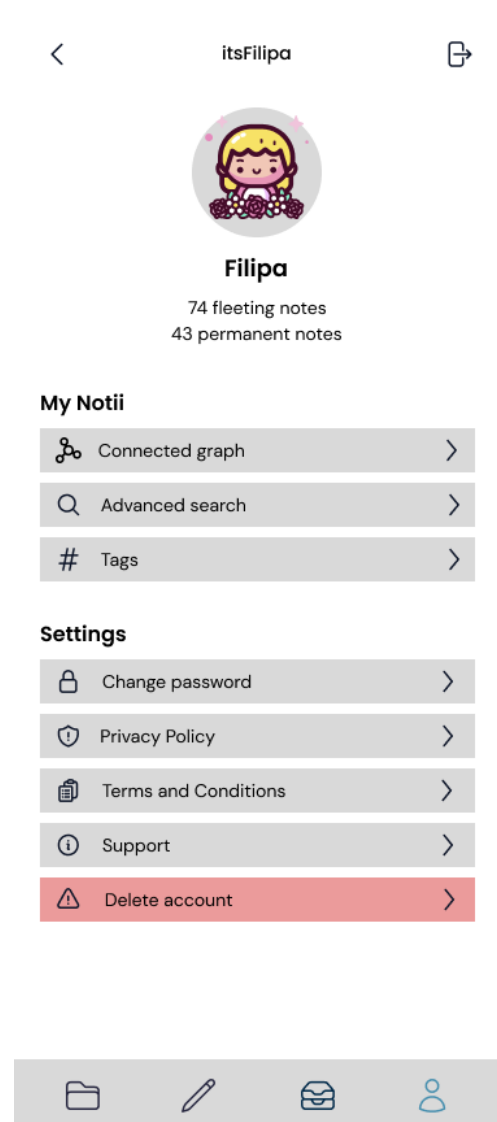 itsFilipa
Filipa
74 fleeting notes
43 permanent notes
My Notii
Connected graph
Advanced search
# Tags
Settings
Change password
Privacy Policy
Terms and Conditions
Support
Delete account